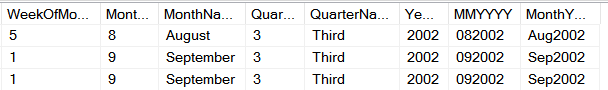 WeekOfMo... Mont... MonthNa... Quar... QuarterNa... Ye... MMYYYY MonthY...
5 8 August 3 Third 2002 082002 Aug2002
1 9 September 3 Third 2002 092002 Sep2002
1 9 September 3 Third 2002 092002 Sep2002